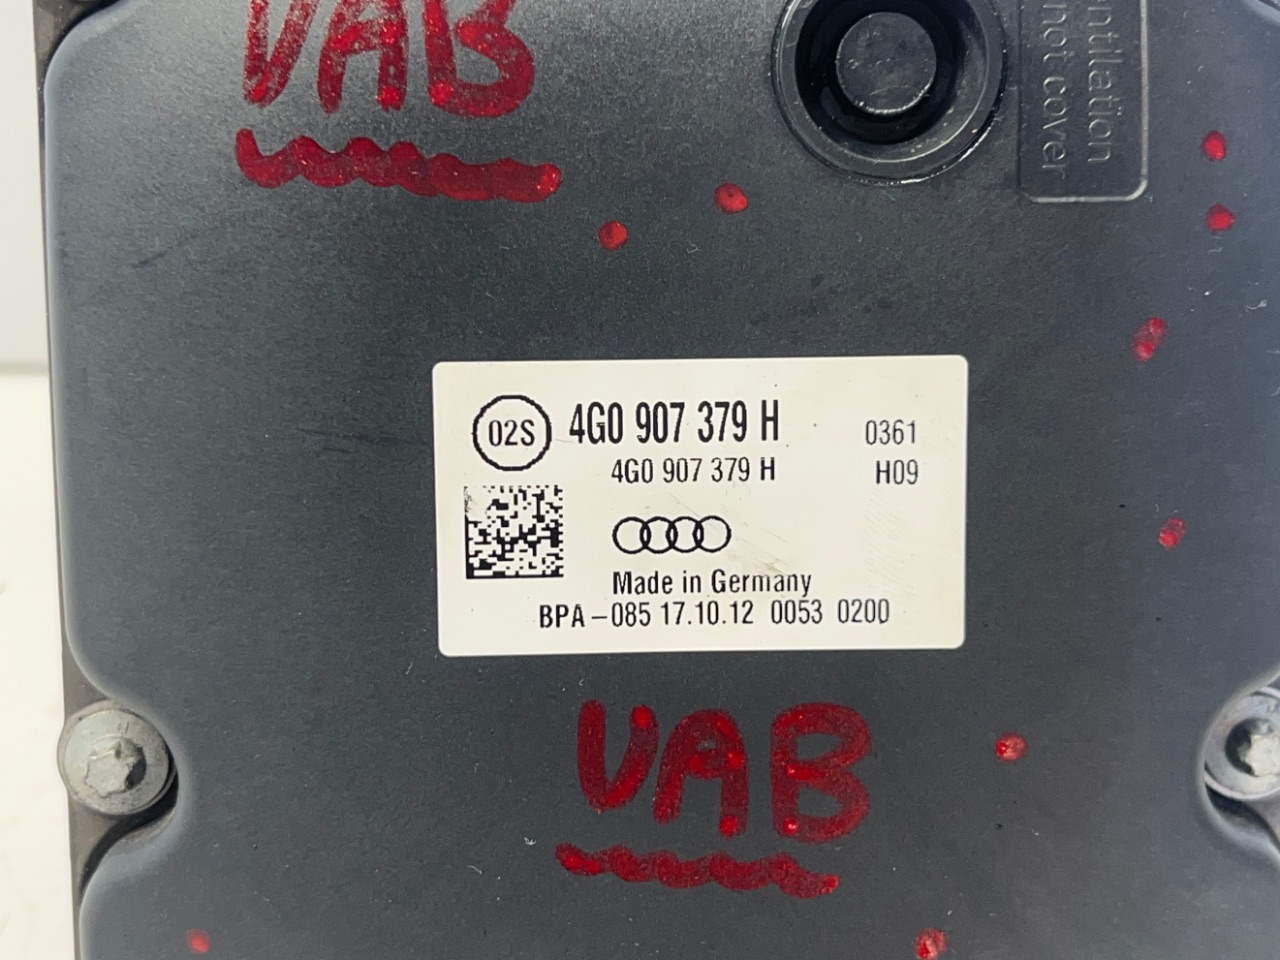 VAB
not cover
02S
4G0 907 379 H
0361
4G0 907 379 H
H09
Made in Germany
BPA-085 17.10.12 0053 0200
VAB